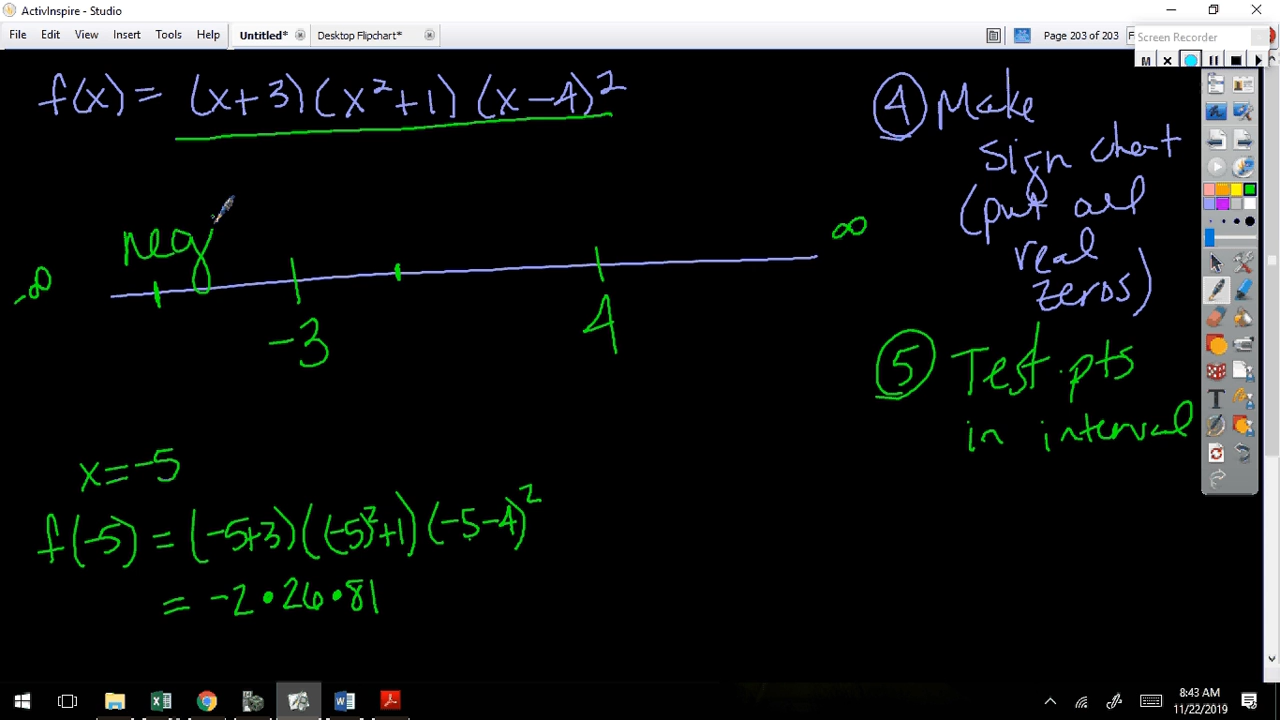 ActivInspire - Studio
File Edit View Insert Tools Help Untitled* Desktop Flipchart* Page 203 of 203
Screen Recorder
M
f(x) = (x+3)(x²+1)(x-4)²
④ Make
sign chart
(put all
real
zeros)
neg
-∞ ∞
-3 4
⑤ Test pts
in interval
x=-5
f(-5) = (-5+3)((-5)²+1)(-5-4)²
= -2•26•81
8:43 AM
11/22/2019